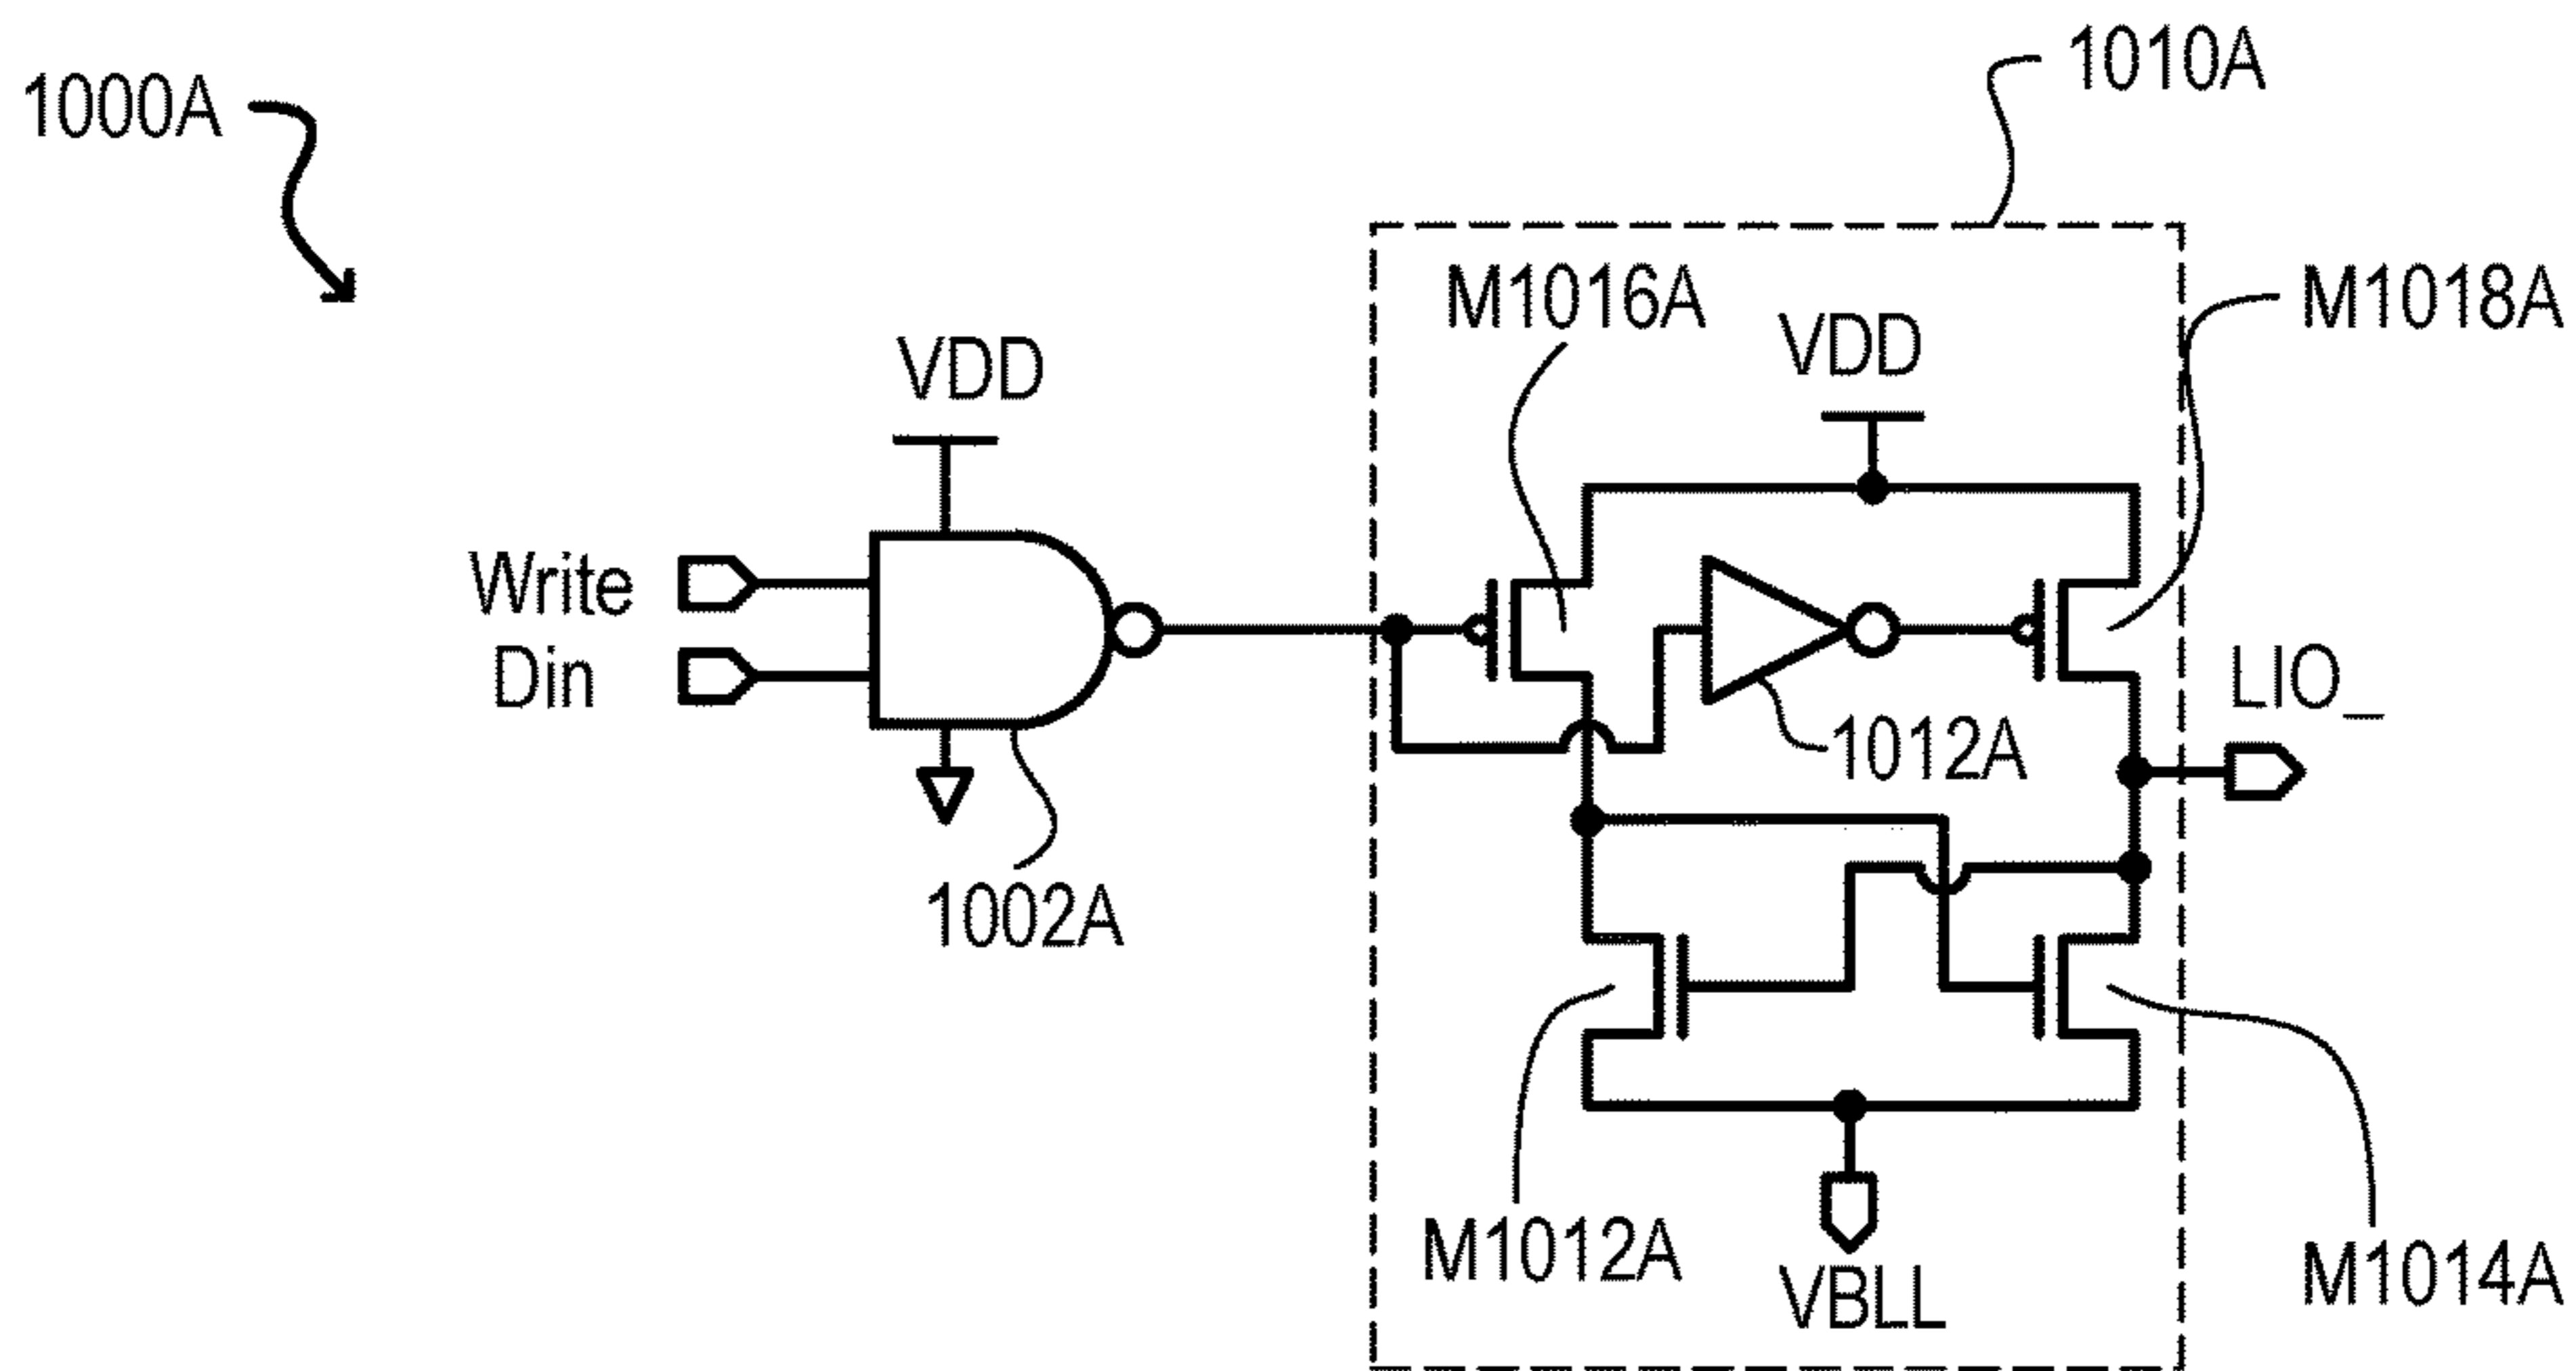 1010A
1000A
M1016A
M1018A
VDD
VDD
Write
Din
LIO_
1012A
1002A
M1012A
M1014A
VBLL